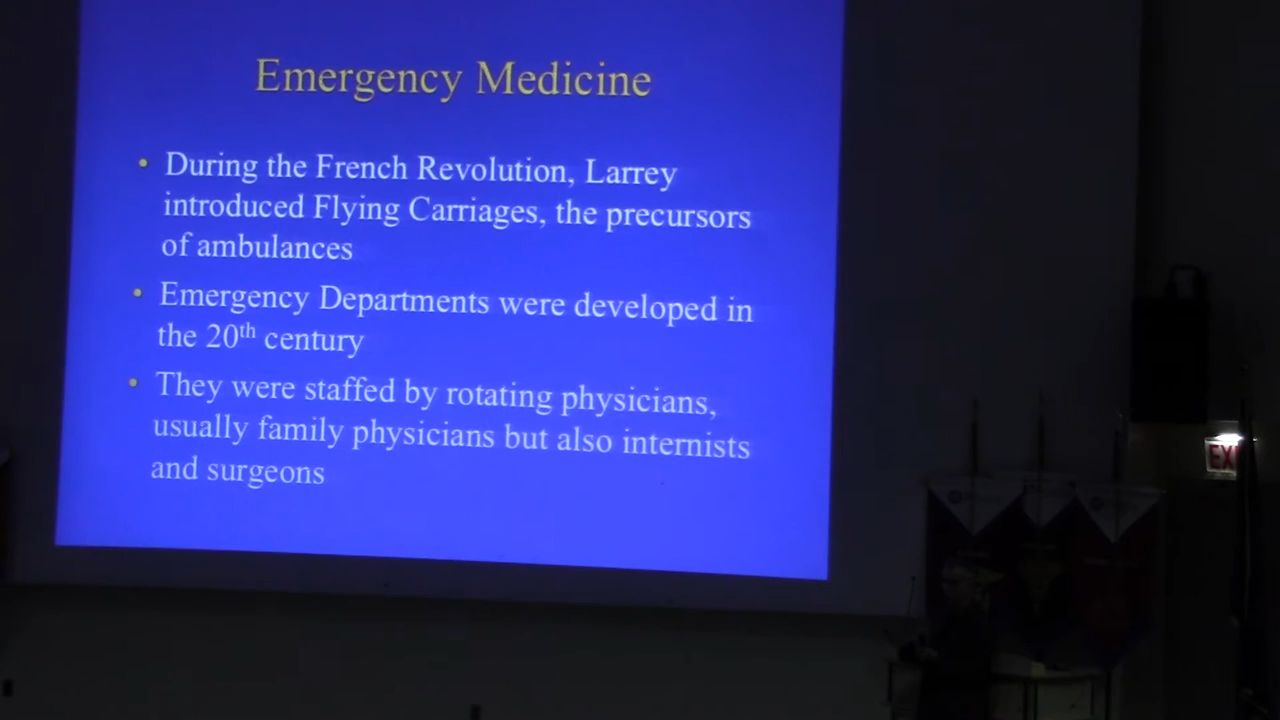 Emergency Medicine
• During the French Revolution, Larrey
introduced Flying Carriages, the precursors
of ambulances
• Emergency Departments were developed in
the 20th century
• They were staffed by rotating physicians,
usually family physicians but also internists
and surgeons
EX